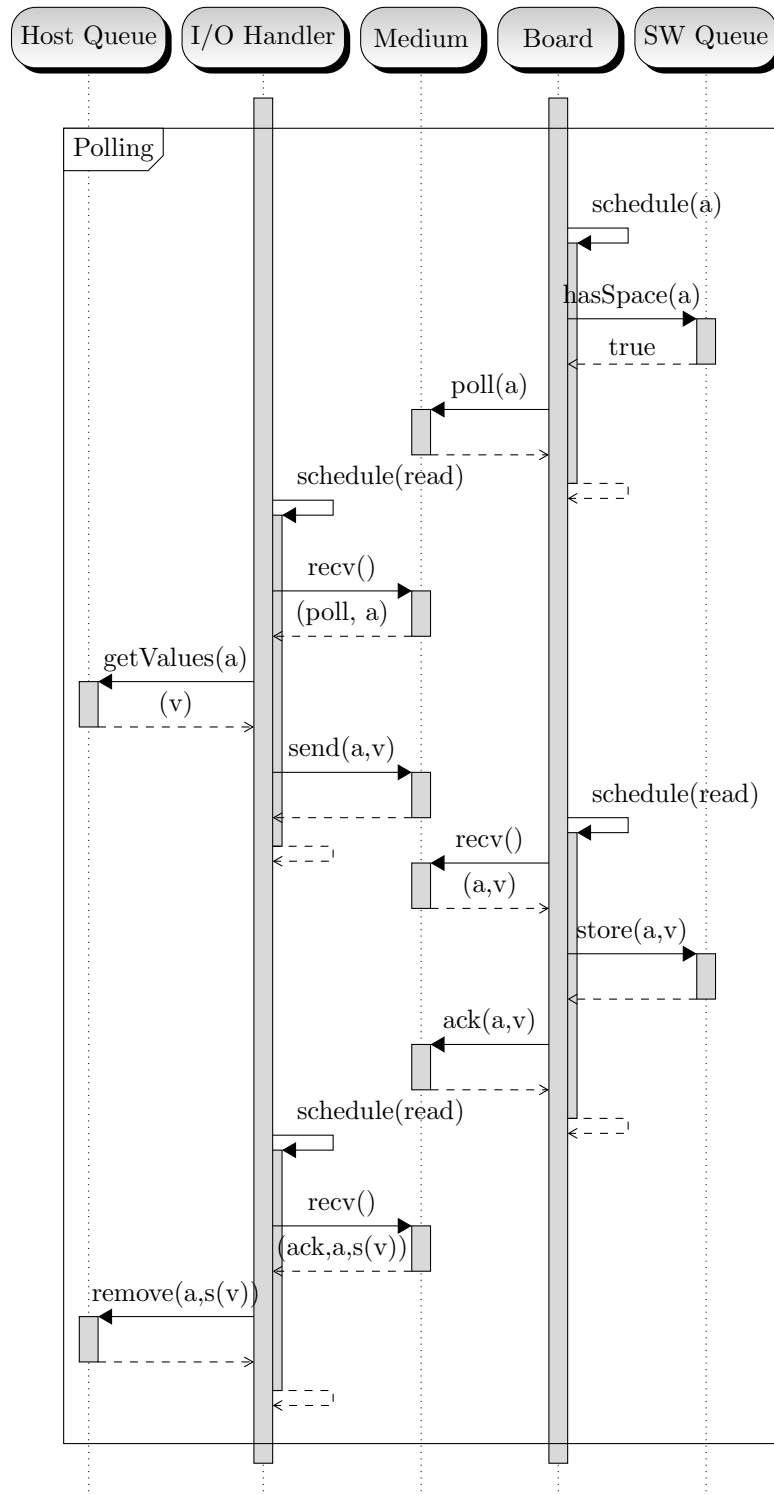 Host Queue
I/O Handler
Medium
Board
SW Queue
Polling
schedule(a)
hasSpace(a)
true
poll(a)
schedule(read)
recv()
(poll, a)
getValues(a)
(v)
send(a,v)
schedule(read)
recv()
(a,v)
store(a,v)
ack(a,v)
schedule(read)
recv()
(ack,a,s(v))
remove(a,s(v))